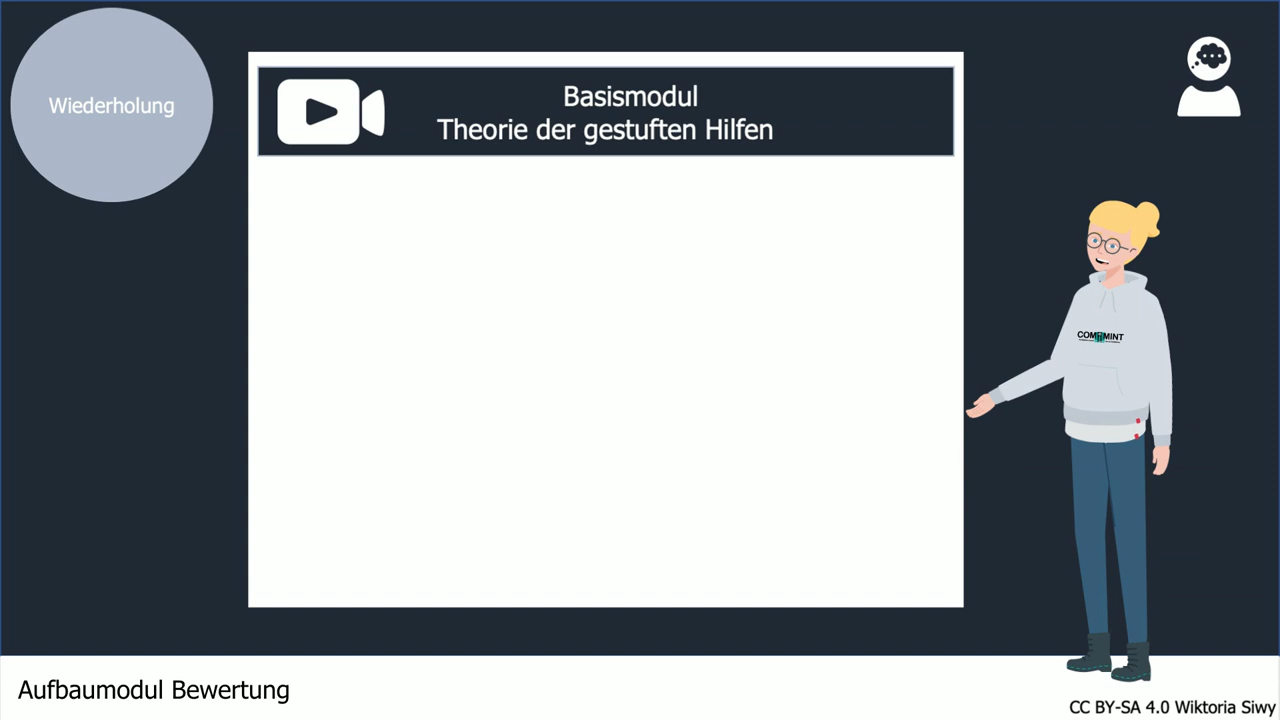 Wiederholung
Basismodul
Theorie der gestuften Hilfen
COMMINT
Aufbaumodul Bewertung
CC BY-SA 4.0 Wiktoria Siwy